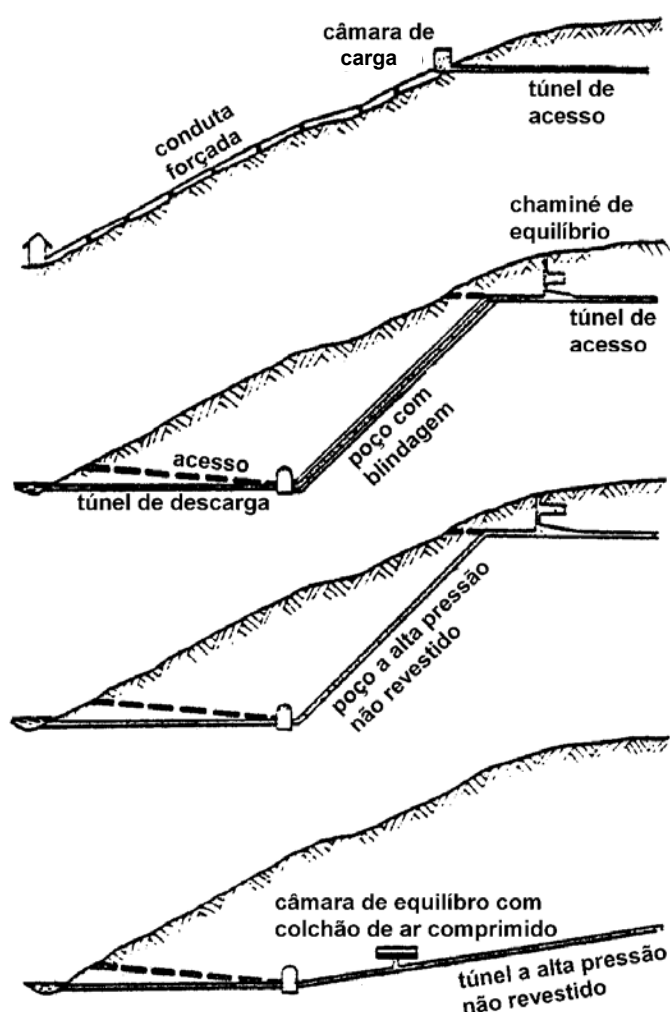 câmara de
carga
túnel de
acesso
conduta
forçada
chaminé de
equilíbrio
túnel de
acesso
poço com
blindagem
acesso
túnel de descarga
poço a alta pressão
não revestido
câmara de equilíbro com
colchão de ar comprimido
túnel a alta pressão
não revestido